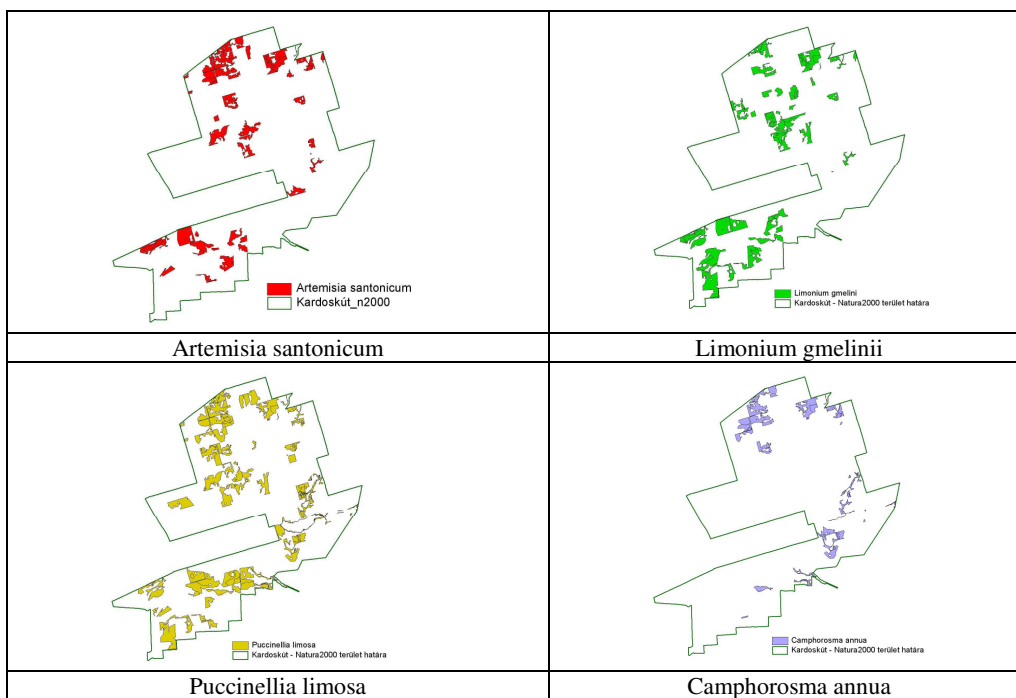 Artemisia santonicum
Kardoskút_n2000
Limonium gmelini
Kardoskút - Natura2000 terület határa
Artemisia santonicum
Limonium gmelinii
Puccinellia limosa
Kardoskút - Natura2000 terület határa
Camphorosma annua
Kardoskút - Natura2000 terület határa
Puccinellia limosa
Camphorosma annua